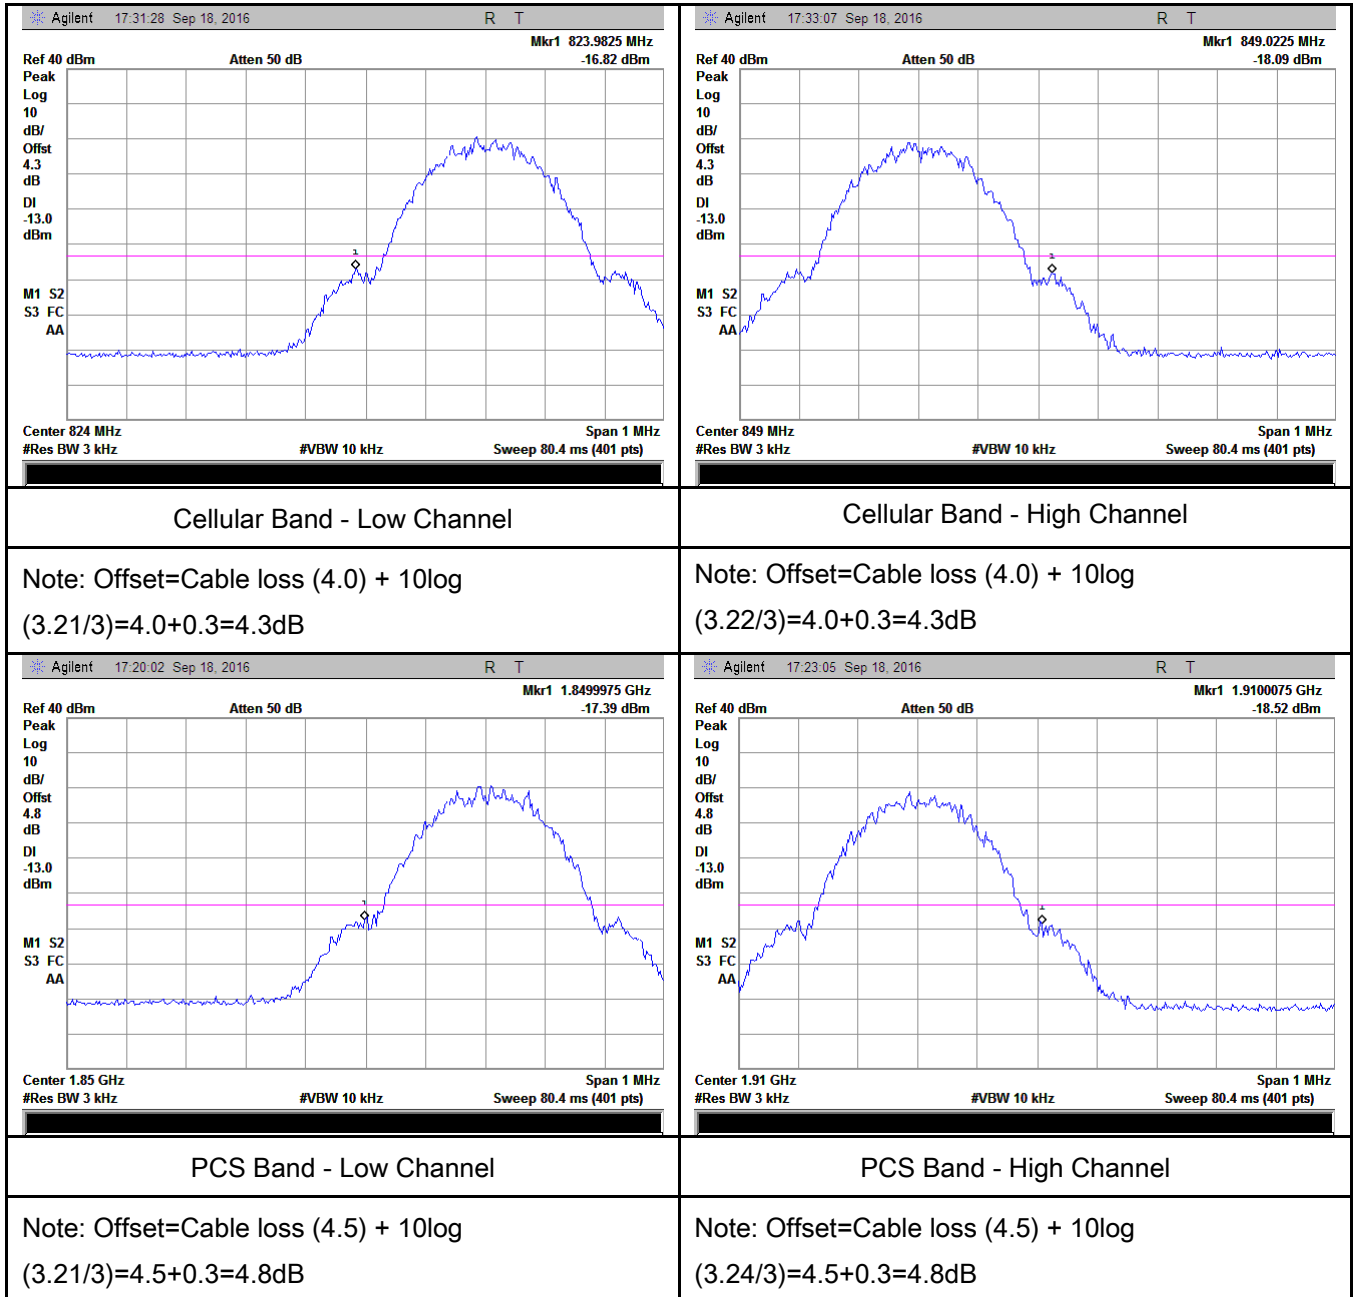 Agilent 17:31:28 Sep 18, 2016 R T
Mkr1 823.9825 MHz
Ref 40 dBm Atten 50 dB -16.82 dBm
Peak
Log
10
dB/
Offst
4.3
dB
DI
-13.0
dBm
1
M1 S2
S3 FC
AA
Center 824 MHz Span 1 MHz
#Res BW 3 kHz #VBW 10 kHz Sweep 80.4 ms (401 pts)
Agilent 17:33:07 Sep 18, 2016 R T
Mkr1 849.0225 MHz
Ref 40 dBm Atten 50 dB -18.09 dBm
Peak
Log
10
dB/
Offst
4.3
dB
DI
-13.0
dBm
1
M1 S2
S3 FC
AA
Center 849 MHz Span 1 MHz
#Res BW 3 kHz #VBW 10 kHz Sweep 80.4 ms (401 pts)
Cellular Band - Low Channel
Cellular Band - High Channel
Note: Offset=Cable loss (4.0) + 10log
(3.21/3)=4.0+0.3=4.3dB
Note: Offset=Cable loss (4.0) + 10log
(3.22/3)=4.0+0.3=4.3dB
Agilent 17:20:02 Sep 18, 2016 R T
Mkr1 1.8499975 GHz
Ref 40 dBm Atten 50 dB -17.39 dBm
Peak
Log
10
dB/
Offst
4.8
dB
DI
-13.0
dBm
1
M1 S2
S3 FC
AA
Center 1.85 GHz Span 1 MHz
#Res BW 3 kHz #VBW 10 kHz Sweep 80.4 ms (401 pts)
Agilent 17:23:05 Sep 18, 2016 R T
Mkr1 1.9100075 GHz
Ref 40 dBm Atten 50 dB -18.52 dBm
Peak
Log
10
dB/
Offst
4.8
dB
DI
-13.0
dBm
1
M1 S2
S3 FC
AA
Center 1.91 GHz Span 1 MHz
#Res BW 3 kHz #VBW 10 kHz Sweep 80.4 ms (401 pts)
PCS Band - Low Channel
PCS Band - High Channel
Note: Offset=Cable loss (4.5) + 10log
(3.21/3)=4.5+0.3=4.8dB
Note: Offset=Cable loss (4.5) + 10log
(3.24/3)=4.5+0.3=4.8dB